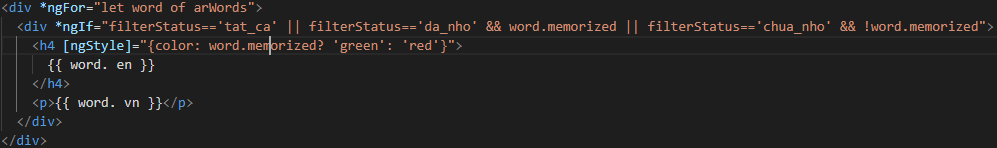 <div *ngFor="let word of arWords">
<div *ngIf="filterStatus=='tat_ca' || filterStatus=='da_nho' && word.memorized || filterStatus=='chua_nho' && !word.memorized">
<h4 [ngStyle]="{color: word.memorized? 'green': 'red'}">
{{ word. en }}
</h4>
<p>{{ word. vn }}</p>
</div>
</div>